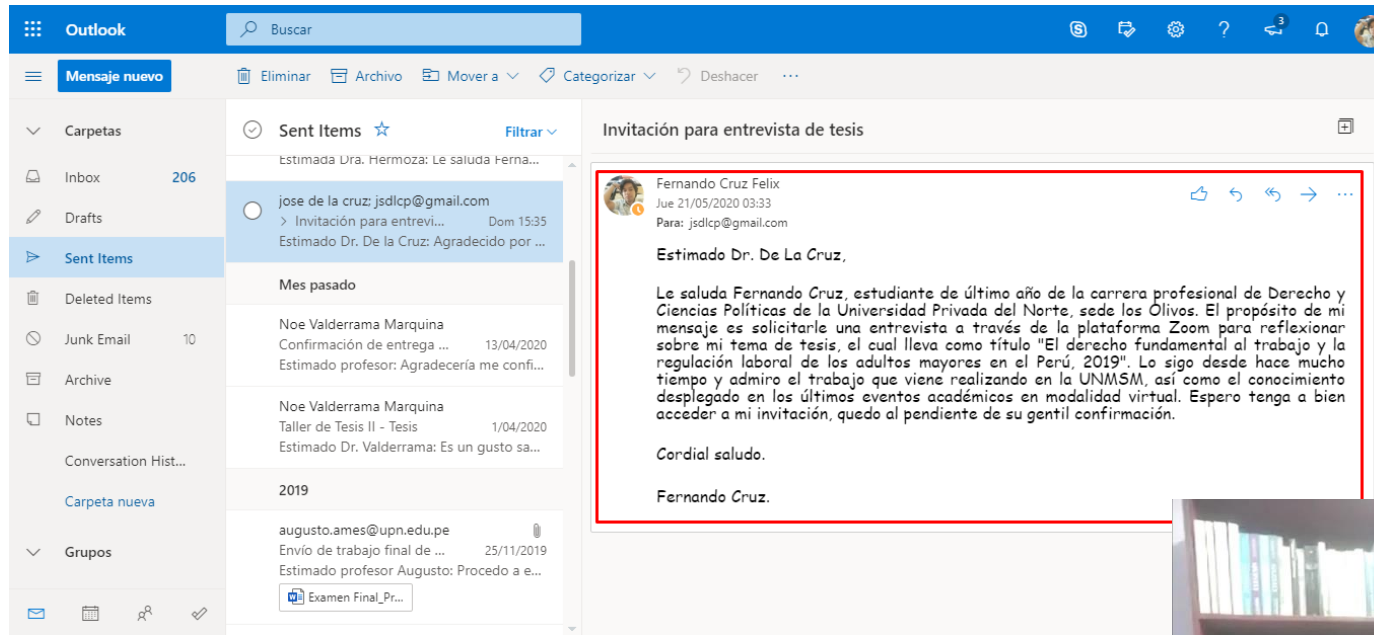 Outlook
Buscar
3
Mensaje nuevo
Eliminar
Archivo
Mover a
Categorizar
Deshacer
Carpetas
Inbox 206
Drafts
Sent Items
Deleted Items
Junk Email 10
Archive
Notes
Conversation Hist...
Carpeta nueva
Grupos
Sent Items
Filtrar
Estimada Dra. Hermoza: Le saluda Ferna...
jose de la cruz; jsdlcp@gmail.com
> Invitación para entrevi... Dom 15:35
Estimado Dr. De la Cruz: Agradecido por ...
Mes pasado
Noe Valderrama Marquina
Confirmación de entrega ... 13/04/2020
Estimado profesor: Agradecería me confi...
Noe Valderrama Marquina
Taller de Tesis II - Tesis 1/04/2020
Estimado Dr. Valderrama: Es un gusto sa...
2019
augusto.ames@upn.edu.pe
Envío de trabajo final de ... 25/11/2019
Estimado profesor Augusto: Procedo a e...
Examen Final_Pr...
Invitación para entrevista de tesis
Fernando Cruz Felix
Jue 21/05/2020 03:33
Para: jsdlcp@gmail.com
Estimado Dr. De La Cruz,
Le saluda Fernando Cruz, estudiante de último año de la carrera profesional de Derecho y
Ciencias Políticas de la Universidad Privada del Norte, sede los Olivos. El propósito de mi
mensaje es solicitarle una entrevista a través de la plataforma Zoom para reflexionar
sobre mi tema de tesis, el cual lleva como título "El derecho fundamental al trabajo y la
regulación laboral de los adultos mayores en el Perú, 2019". Lo sigo desde hace mucho
tiempo y admiro el trabajo que viene realizando en la UNMSM, así como el conocimiento
desplegado en los últimos eventos académicos en modalidad virtual. Espero tenga a bien
acceder a mi invitación, quedo al pendiente de su gentil confirmación.
Cordial saludo.
Fernando Cruz.